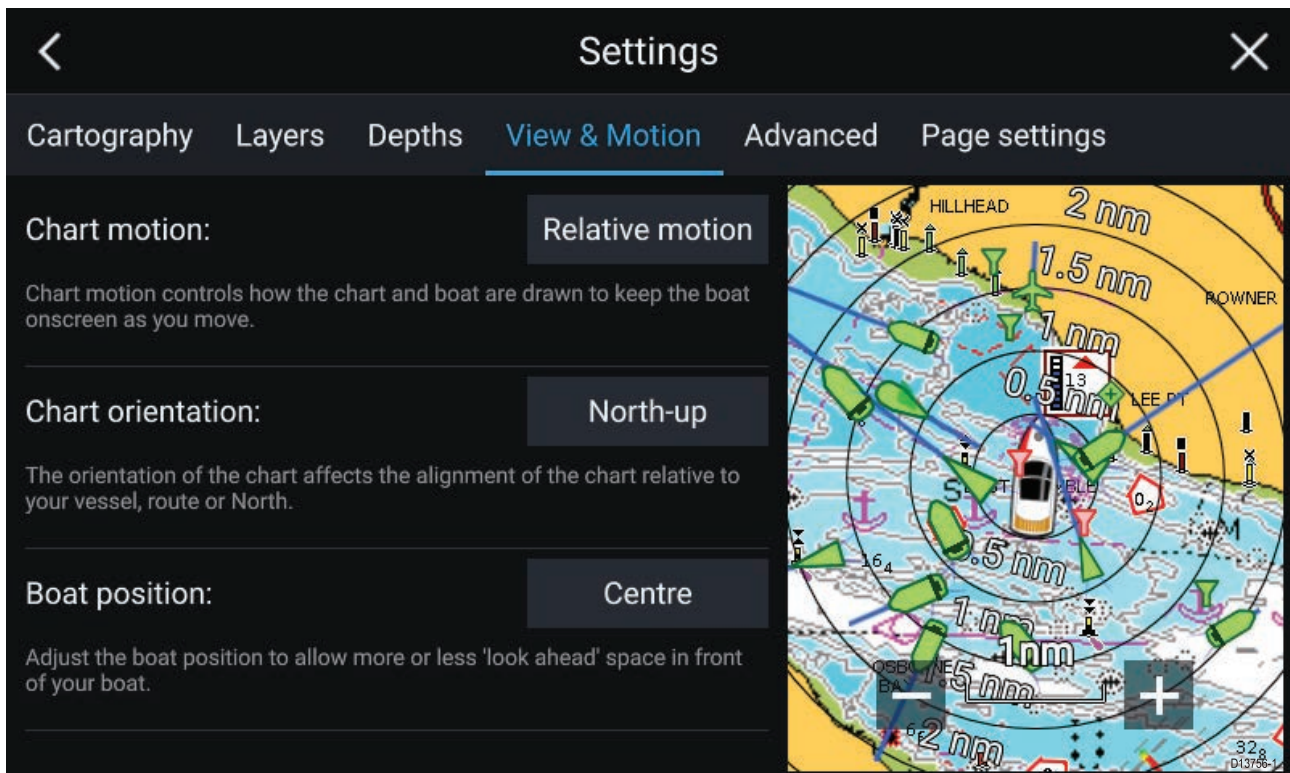 Settings
Cartography Layers Depths View & Motion Advanced Page settings
Chart motion: Relative motion
Chart motion controls how the chart and boat are drawn to keep the boat
onscreen as you move.
Chart orientation: North-up
The orientation of the chart affects the alignment of the chart relative to
your vessel, route or North.
Boat position: Centre
Adjust the boat position to allow more or less 'look ahead' space in front
of your boat.
HILLHEAD
2 nm
1.5 nm
ROWNER
1 nm
0.5 nm
13
LEE PT
0₂
M
16₄
0.5 nm
1 nm
1nm
1.5 nm
2 nm
32₈
D13756-1